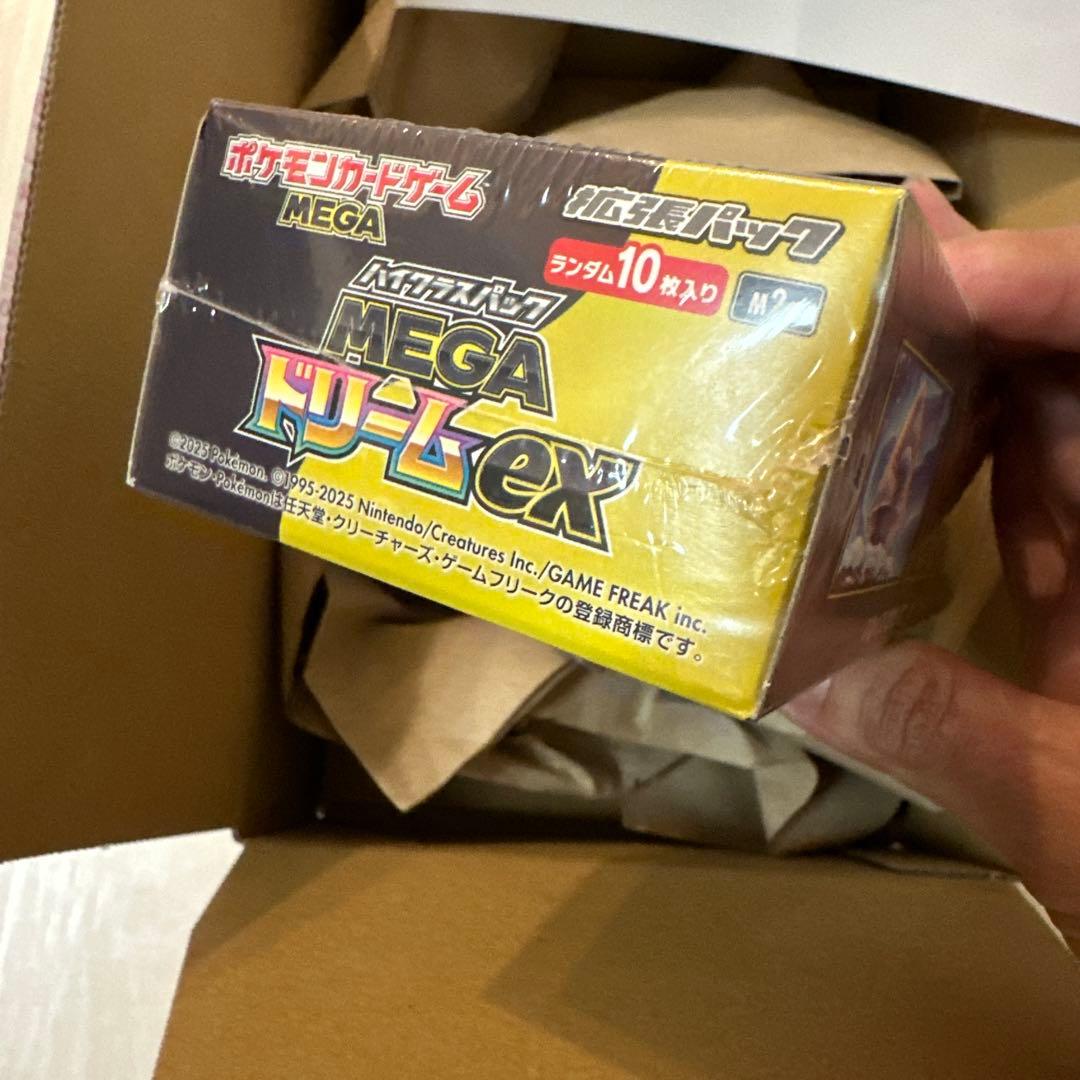 ポケモンカードゲーム
MEGA
拡張パック
ランダム10枚入り
ハイクラスパック
MEGA
ドリームex
©2025 Pokémon. ©1995-2025 Nintendo/Creatures Inc./GAME FREAK inc.
ポケモン・Pokémonは任天堂・クリーチャーズ・ゲームフリークの登録商標です。